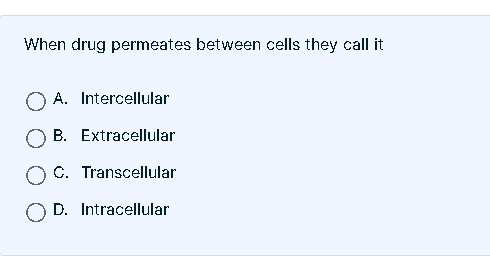 When drug permeates between cells they call it
A. Intercellular
B. Extracellular
C. Transcellular
D. Intracellular